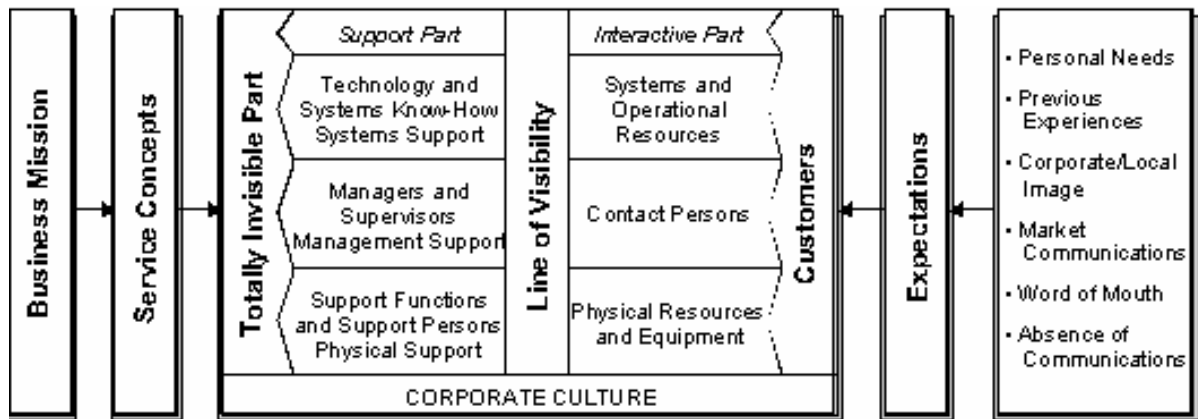 Business Mission
Service Concepts
Totally Invisible Part
Support Part
Technology and
Systems Know-How
Systems Support
Managers and
Supervisors
Management Support
Support Functions
and Support Persons
Physical Support
Line of Visibility
Interactive Part
Systems and
Operational
Resources
Contact Persons
Physical Resources
and Equipment
Customers
CORPORATE CULTURE
Expectations
• Personal Needs
• Previous
Experiences
• Corporate/Local
Image
• Market
Communications
• Word of Mouth
• Absence of
Communications